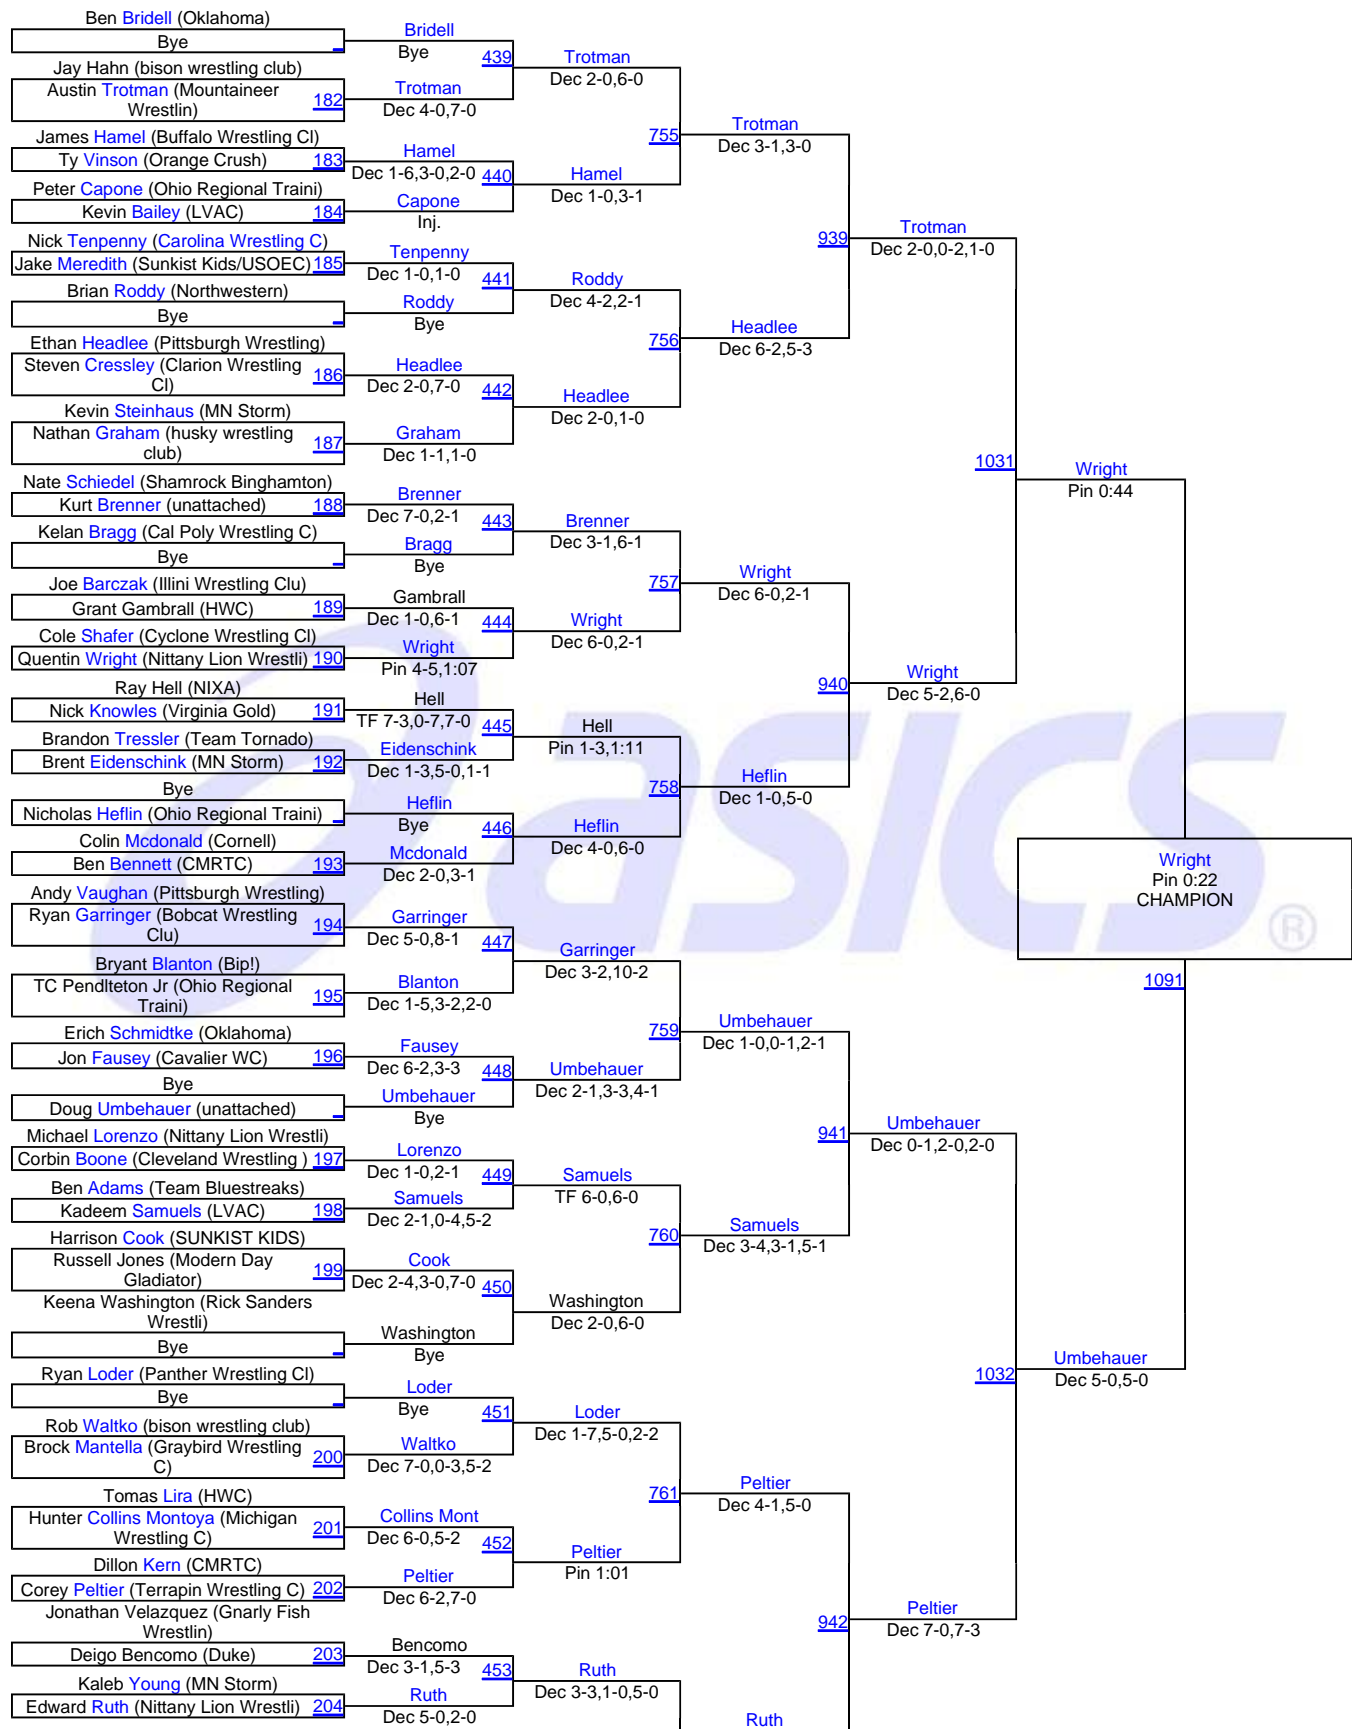 Ben Bridell (Oklahoma)
Bye
Jay Hahn (bison wrestling club)
Austin Trotman (Mountaineer
Wrestlin)
182
James Hamel (Buffalo Wrestling Cl)
Ty Vinson (Orange Crush)
183
Peter Capone (Ohio Regional Traini)
Kevin Bailey (LVAC)
184
Nick Tenpenny (Carolina Wrestling C)
Jake Meredith (Sunkist Kids/USOEC)
185
Brian Roddy (Northwestern)
Bye
Ethan Headlee (Pittsburgh Wrestling)
Steven Cressley (Clarion Wrestling
Cl)
186
Kevin Steinhaus (MN Storm)
Nathan Graham (husky wrestling
club)
187
Nate Schiedel (Shamrock Binghamton)
Kurt Brenner (unattached)
188
Kelan Bragg (Cal Poly Wrestling C)
Bye
Joe Barczak (Illini Wrestling Clu)
Grant Gambrall (HWC)
189
Cole Shafer (Cyclone Wrestling Cl)
Quentin Wright (Nittany Lion Wrestli)
190
Ray Hell (NIXA)
Nick Knowles (Virginia Gold)
191
Brandon Tressler (Team Tornado)
Brent Eidenschink (MN Storm)
192
Bye
Nicholas Heflin (Ohio Regional Traini)
Colin Mcdonald (Cornell)
Ben Bennett (CMRTC)
193
Andy Vaughan (Pittsburgh Wrestling)
Ryan Garringer (Bobcat Wrestling
Clu)
194
Bryant Blanton (Bip!)
TC Pendlteton Jr (Ohio Regional
Traini)
195
Erich Schmidtke (Oklahoma)
Jon Fausey (Cavalier WC)
196
Bye
Doug Umbehauer (unattached)
Michael Lorenzo (Nittany Lion Wrestli)
Corbin Boone (Cleveland Wrestling )
197
Ben Adams (Team Bluestreaks)
Kadeem Samuels (LVAC)
198
Harrison Cook (SUNKIST KIDS)
Russell Jones (Modern Day
Gladiator)
199
Keena Washington (Rick Sanders
Wrestli)
Bye
Ryan Loder (Panther Wrestling Cl)
Bye
Rob Waltko (bison wrestling club)
Brock Mantella (Graybird Wrestling
C)
200
Tomas Lira (HWC)
Hunter Collins Montoya (Michigan
Wrestling C)
201
Dillon Kern (CMRTC)
Corey Peltier (Terrapin Wrestling C)
202
Jonathan Velazquez (Gnarly Fish
Wrestlin)
Deigo Bencomo (Duke)
203
Kaleb Young (MN Storm)
Edward Ruth (Nittany Lion Wrestli)
204
Bridell
Bye
439
Trotman
Dec 4-0,7-0
Hamel
Dec 1-6,3-0,2-0
440
Capone
Inj.
Tenpenny
Dec 1-0,1-0
441
Roddy
Bye
Headlee
Dec 2-0,7-0
442
Graham
Dec 1-1,1-0
Brenner
Dec 7-0,2-1
443
Bragg
Bye
Gambrall
Dec 1-0,6-1
444
Wright
Pin 4-5,1:07
Hell
TF 7-3,0-7,7-0
445
Eidenschink
Dec 1-3,5-0,1-1
Heflin
Bye
446
Mcdonald
Dec 2-0,3-1
Garringer
Dec 5-0,8-1
447
Blanton
Dec 1-5,3-2,2-0
Fausey
Dec 6-2,3-3
448
Umbehauer
Bye
Lorenzo
Dec 1-0,2-1
449
Samuels
Dec 2-1,0-4,5-2
Cook
Dec 2-4,3-0,7-0
450
Washington
Bye
Loder
Bye
451
Waltko
Dec 7-0,0-3,5-2
Collins Mont
Dec 6-0,5-2
452
Peltier
Dec 6-2,7-0
Bencomo
Dec 3-1,5-3
453
Ruth
Dec 5-0,2-0
Trotman
Dec 2-0,6-0
755
Hamel
Dec 1-0,3-1
Roddy
Dec 4-2,2-1
756
Headlee
Dec 2-0,1-0
Brenner
Dec 3-1,6-1
757
Wright
Dec 6-0,2-1
Hell
Pin 1-3,1:11
758
Heflin
Dec 4-0,6-0
Garringer
Dec 3-2,10-2
759
Umbehauer
Dec 2-1,3-3,4-1
Samuels
TF 6-0,6-0
760
Washington
Dec 2-0,6-0
Loder
Dec 1-7,5-0,2-2
761
Peltier
Pin 1:01
Ruth
Dec 3-3,1-0,5-0
Trotman
Dec 3-1,3-0
939
Headlee
Dec 6-2,5-3
Wright
Dec 6-0,2-1
940
Heflin
Dec 1-0,5-0
Umbehauer
Dec 1-0,0-1,2-1
941
Samuels
Dec 3-4,3-1,5-1
Peltier
Dec 4-1,5-0
942
Ruth
Trotman
Dec 2-0,0-2,1-0
1031
Wright
Dec 5-2,6-0
Umbehauer
Dec 0-1,2-0,2-0
1032
Peltier
Dec 7-0,7-3
Wright
Pin 0:44
Umbehauer
Dec 5-0,5-0
Wright
Pin 0:22
CHAMPION
1091
asics
®